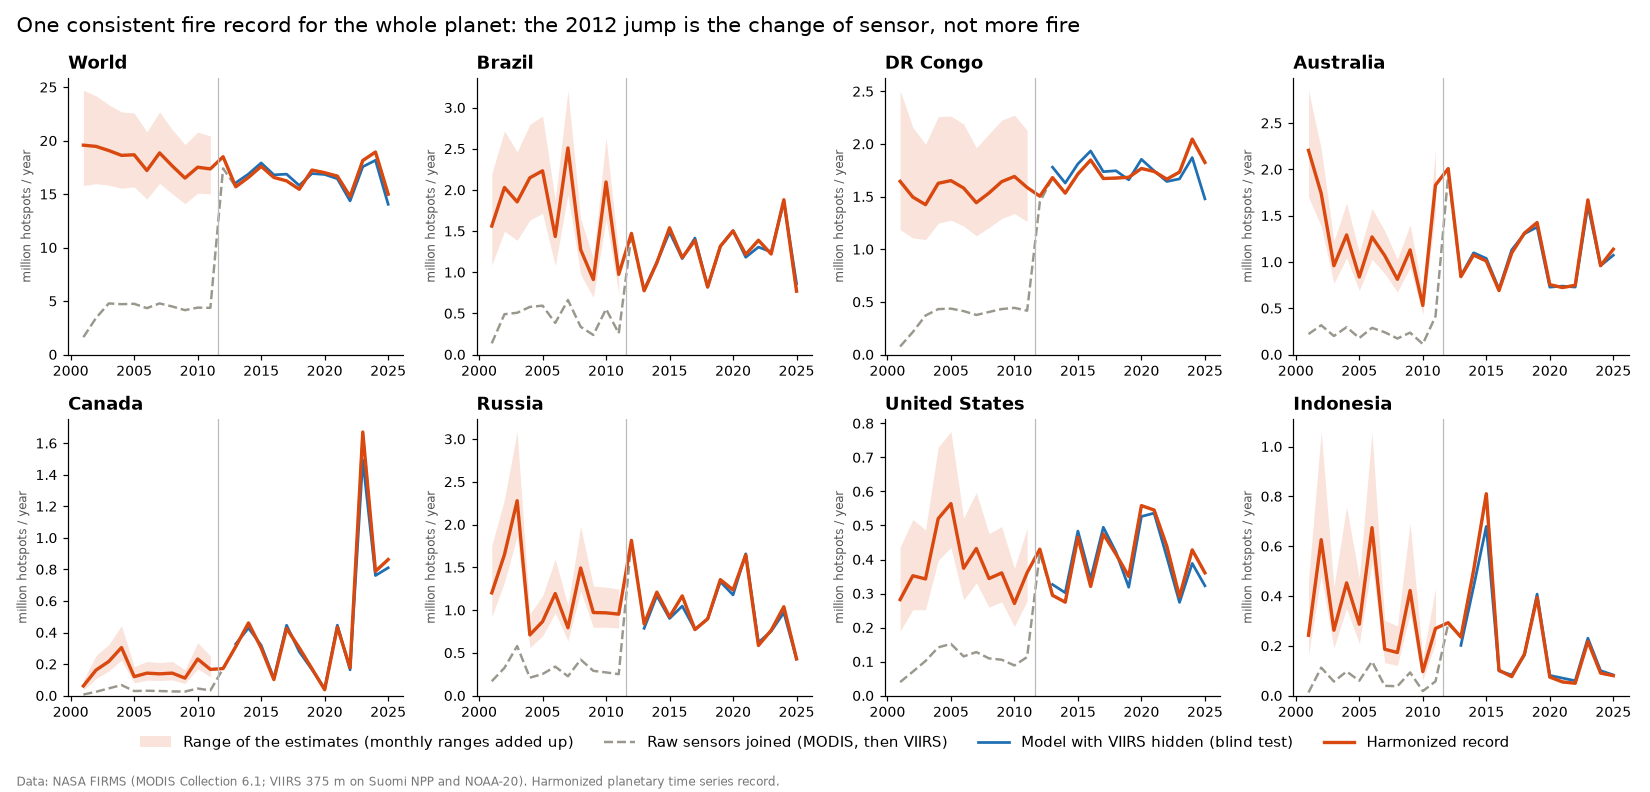 One consistent fire record for the whole planet: the 2012 jump is the change of sensor, not more fire
World
million hotspots / year
25
20
15
10
5
0
2000 2005 2010 2015 2020 2025
Brazil
million hotspots / year
3.0
2.5
2.0
1.5
1.0
0.5
0.0
2000 2005 2010 2015 2020 2025
DR Congo
million hotspots / year
2.5
2.0
1.5
1.0
0.5
0.0
2000 2005 2010 2015 2020 2025
Australia
million hotspots / year
2.5
2.0
1.5
1.0
0.5
0.0
2000 2005 2010 2015 2020 2025
Canada
million hotspots / year
1.6
1.4
1.2
1.0
0.8
0.6
0.4
0.2
0.0
2000 2005 2010 2015 2020 2025
Russia
million hotspots / year
3.0
2.5
2.0
1.5
1.0
0.5
0.0
2000 2005 2010 2015 2020 2025
United States
million hotspots / year
0.8
0.7
0.6
0.5
0.4
0.3
0.2
0.1
0.0
2000 2005 2010 2015 2020 2025
Indonesia
million hotspots / year
1.0
0.8
0.6
0.4
0.2
0.0
2000 2005 2010 2015 2020 2025
Range of the estimates (monthly ranges added up) Raw sensors joined (MODIS, then VIIRS) Model with VIIRS hidden (blind test) Harmonized record
Data: NASA FIRMS (MODIS Collection 6.1; VIIRS 375 m on Suomi NPP and NOAA-20). Harmonized planetary time series record.